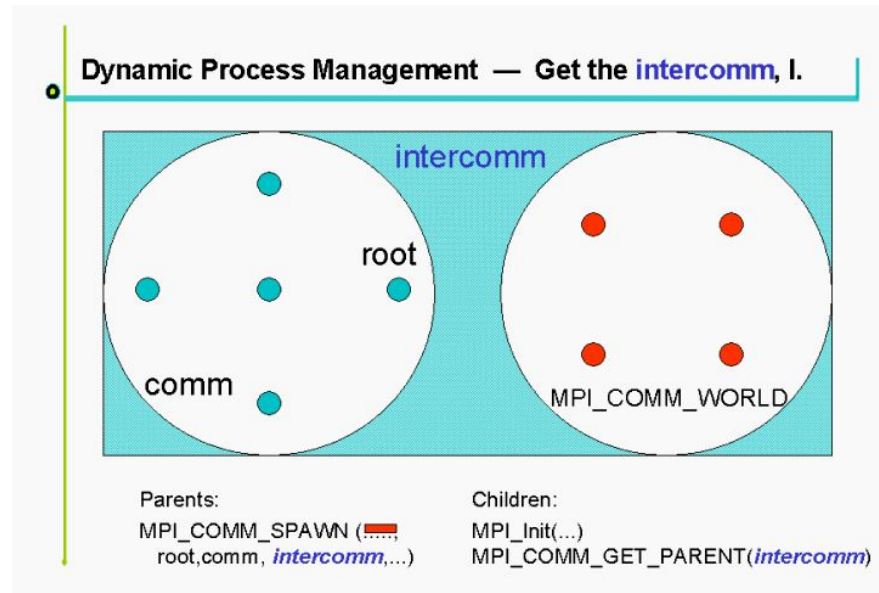 Dynamic Process Management — Get the intercomm, I.
intercomm
root
comm
MPI_COMM_WORLD
Parents:
MPI_COMM_SPAWN (.....,
root,comm, intercomm,...)
Children:
MPI_Init(...)
MPI_COMM_GET_PARENT(intercomm)